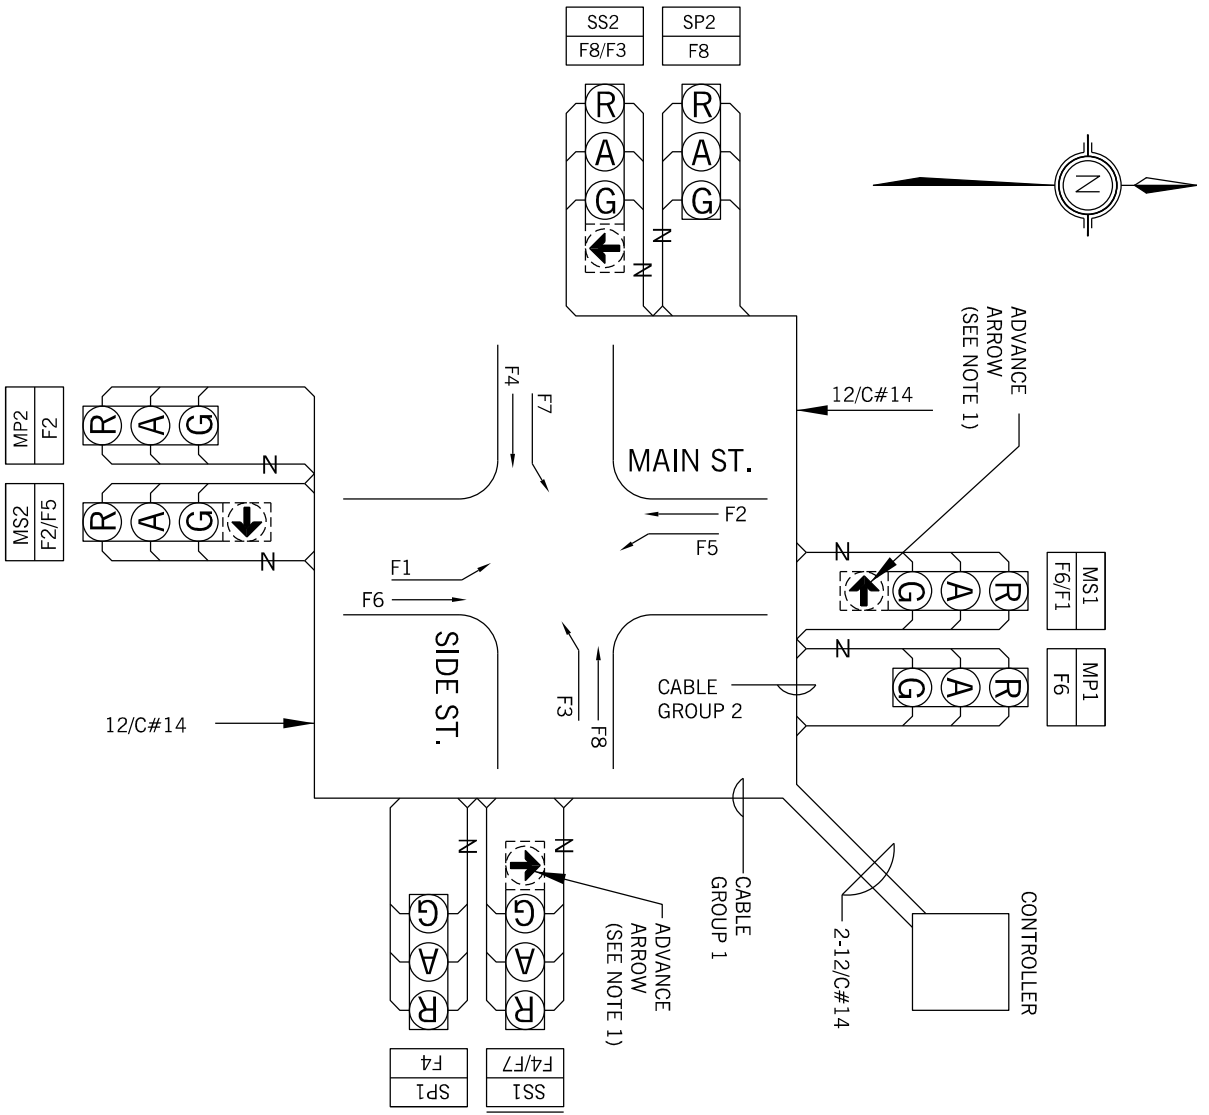 SS2
F8/F3
SP2
F8
R
A
G
R
A
G
N
N
N
ADVANCE
ARROW
(SEE NOTE 1)
12/C#14
F4
F7
MAIN ST.
MP2
F2
R
A
G
N
MS2
F2/F5
R
A
G
N
F2
F5
F1
F6
N
G
A
R
MS1
F6/F1
N
G
A
R
MP1
F6
SIDE ST.
F3
F8
CABLE
GROUP 2
12/C#14
N
N
G
A
R
G
A
R
CABLE
GROUP 1
ADVANCE
ARROW
(SEE NOTE 1)
2-12/C#14
CONTROLLER
F4
SP1
F4/F7
SS1